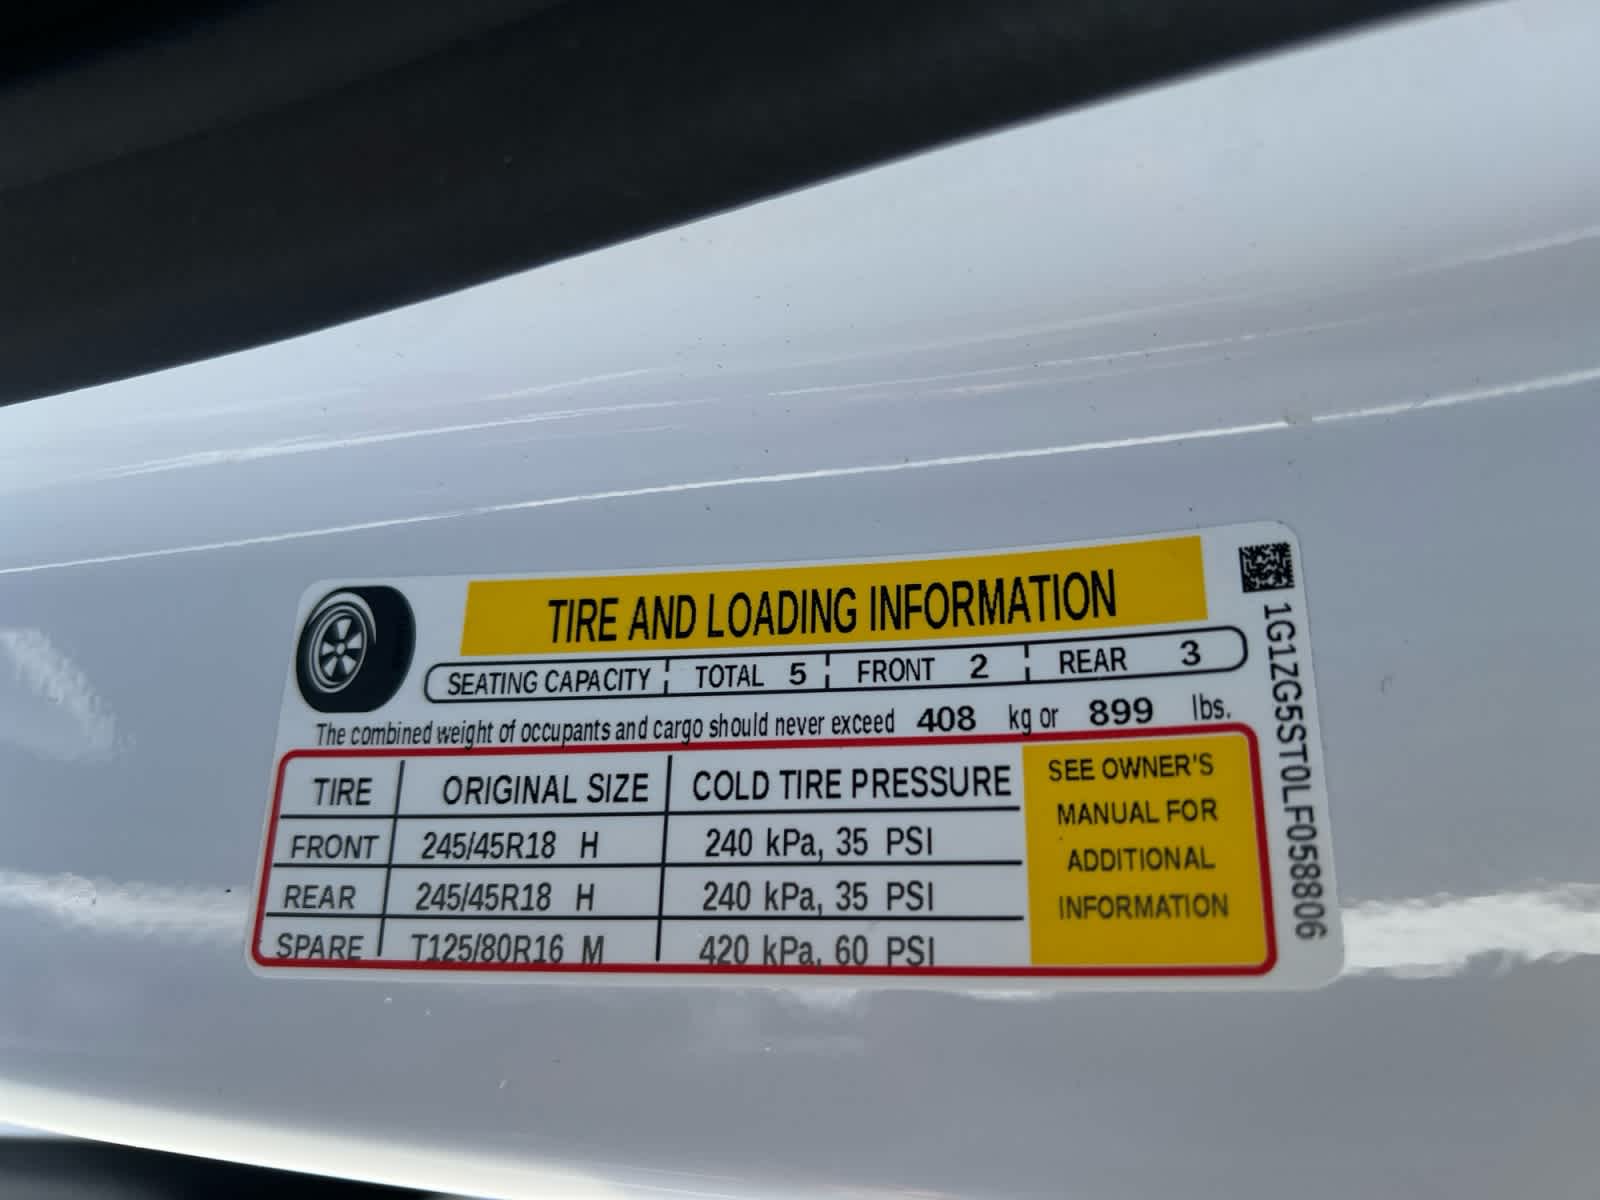 TIRE AND LOADING INFORMATION
SEATING CAPACITY TOTAL 5 FRONT 2 REAR 3
The combined weight of occupants and cargo should never exceed 408 kg or 899 lbs.
TIRE ORIGINAL SIZE COLD TIRE PRESSURE
FRONT 245/45R18 H 240 kPa, 35 PSI
REAR 245/45R18 H 240 kPa, 35 PSI
SPARE T125/80R16 M 420 kPa, 60 PSI
SEE OWNER'S
MANUAL FOR
ADDITIONAL
INFORMATION
1G1ZG5ST0LF058806